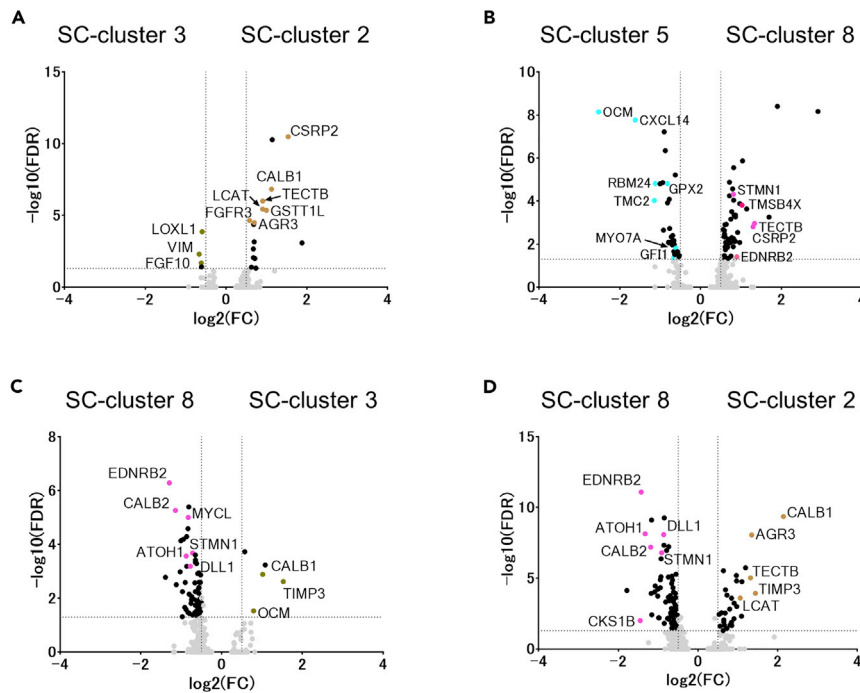 A
SC-cluster 3 SC-cluster 2
15
10
5
0
-4 -2 0 2 4
-log10(FDR)
log2(FC)
CSRP2
CALB1
LCAT TECTB
FGFR3 GSTT1L
AGR3
LOXL1
VIM
FGF10
B
SC-cluster 5 SC-cluster 8
10
8
6
4
2
0
-4 -2 0 2 4
-log10(FDR)
log2(FC)
OCM
CXCL14
RBM24 GPX2
TMC2
MYO7A
GFI1
STMN1
TMSB4X
TECTB
CSRP2
EDNRB2
C
SC-cluster 8 SC-cluster 3
8
6
4
2
0
-4 -2 0 2 4
-log10(FDR)
log2(FC)
EDNRB2
CALB2
MYCL
STMN1
ATOH1
DLL1
CALB1
TIMP3
OCM
D
SC-cluster 8 SC-cluster 2
15
10
5
0
-4 -2 0 2 4
-log10(FDR)
log2(FC)
EDNRB2
ATOH1 DLL1
CALB2
STMN1
CKS1B
CALB1
AGR3
TECTB
TIMP3
LCAT